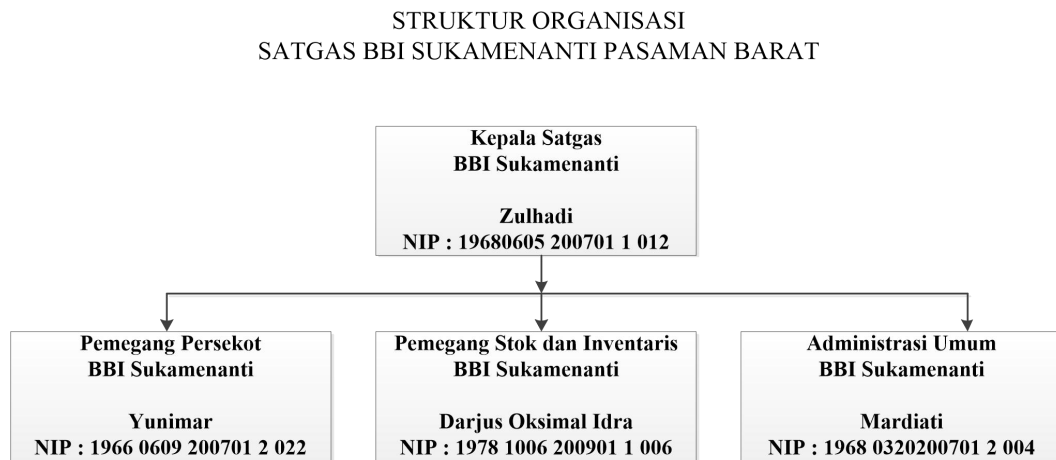 STRUKTUR ORGANISASI
SATGAS BBI SUKAMENANTI PASAMAN BARAT
Kepala Satgas
BBI Sukamenanti
Zulhadi
NIP : 19680605 200701 1 012
Pemegang Persekot
BBI Sukamenanti
Yunimar
NIP : 1966 0609 200701 2 022
Pemegang Stok dan Inventaris
BBI Sukamenanti
Darjus Oksimal Idra
NIP : 1978 1006 200901 1 006
Administrasi Umum
BBI Sukamenanti
Mardiati
NIP : 1968 0320200701 2 004